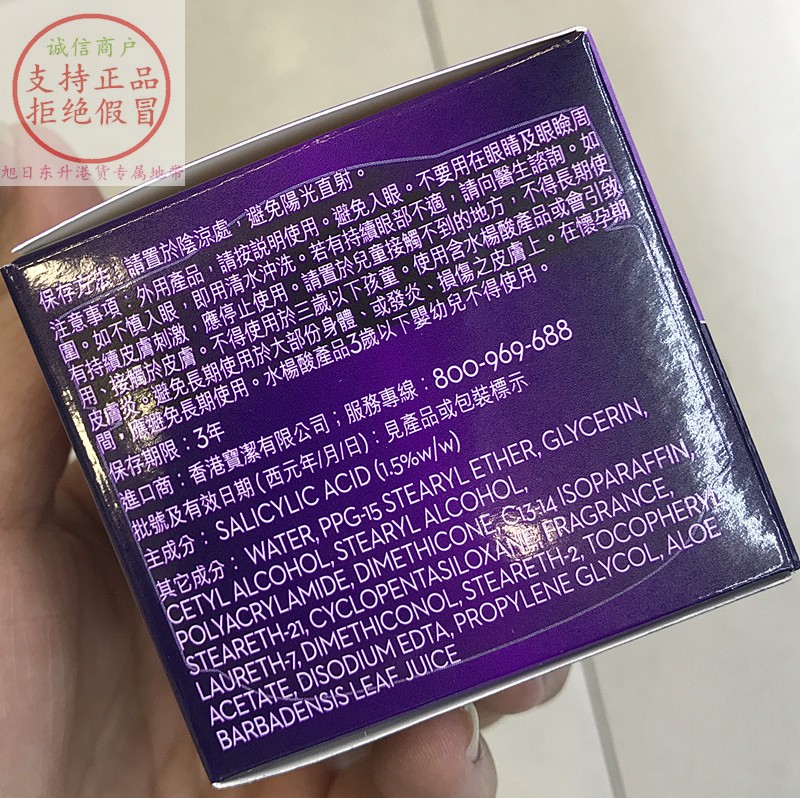 诚信商户
支持正品
拒绝假冒
旭日东升港货专属地带
保存方法：請置於陰涼處，避免陽光直射。
注意事項：外用產品，請按説明使用。避免入眼。不要用在眼睛及眼瞼周
圍。如不慎入眼，即用清水沖洗。若有持續眼部不適，請向醫生諮詢。如
有持續皮膚刺激，應停止使用。請置於兒童接觸不到的地方，不得長期使
用、接觸於皮膚。不得使用於三歲以下孩童。使用含水楊酸產品或會引致
皮膚炎。避免長期使用於大部份身體、或發炎、損傷之皮膚上。在懷孕期
間，應避免長期使用。水楊酸產品3歲以下嬰幼兒不得使用。
保存期限：3年
進口商：香港寶潔有限公司；服務專線：800-969-688
批號及有效日期(西元年/月/日)：見產品或包裝標示
主成分：SALICYLIC ACID (1.5%w/w)
其它成分：WATER, PPG-15 STEARYL ETHER, GLYCERIN,
CETYL ALCOHOL, STEARYL ALCOHOL,
POLYACRYLAMIDE, DIMETHICONE, C13-14 ISOPARAFFIN,
STEARETH-21, CYCLOPENTASILOXANE, FRAGRANCE,
LAURETH-7, DIMETHICONOL, STEARETH-2, TOCOPHERYL
ACETATE, DISODIUM EDTA, PROPYLENE GLYCOL, ALOE
BARBADENSIS LEAF JUICE